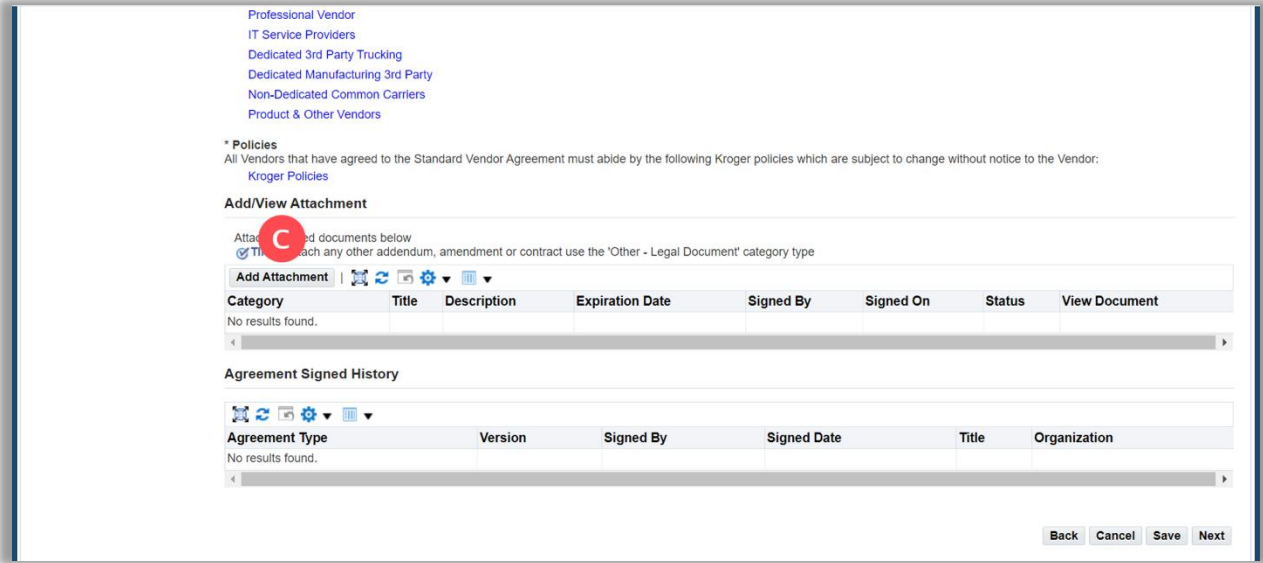 Professional Vendor
IT Service Providers
Dedicated 3rd Party Trucking
Dedicated Manufacturing 3rd Party
Non-Dedicated Common Carriers
Product & Other Vendors
* Policies
All Vendors that have agreed to the Standard Vendor Agreement must abide by the following Kroger policies which are subject to change without notice to the Vendor:
Kroger Policies
Add/View Attachment
C
documents below
any other addendum, amendment or contract use the 'Other - Legal Document' category type
Add Attachment |
Category Title Description Expiration Date Signed By Signed On Status View Document
No results found.
Agreement Signed History
Agreement Type Version Signed By Signed Date Title Organization
No results found.
Back Cancel Save Next